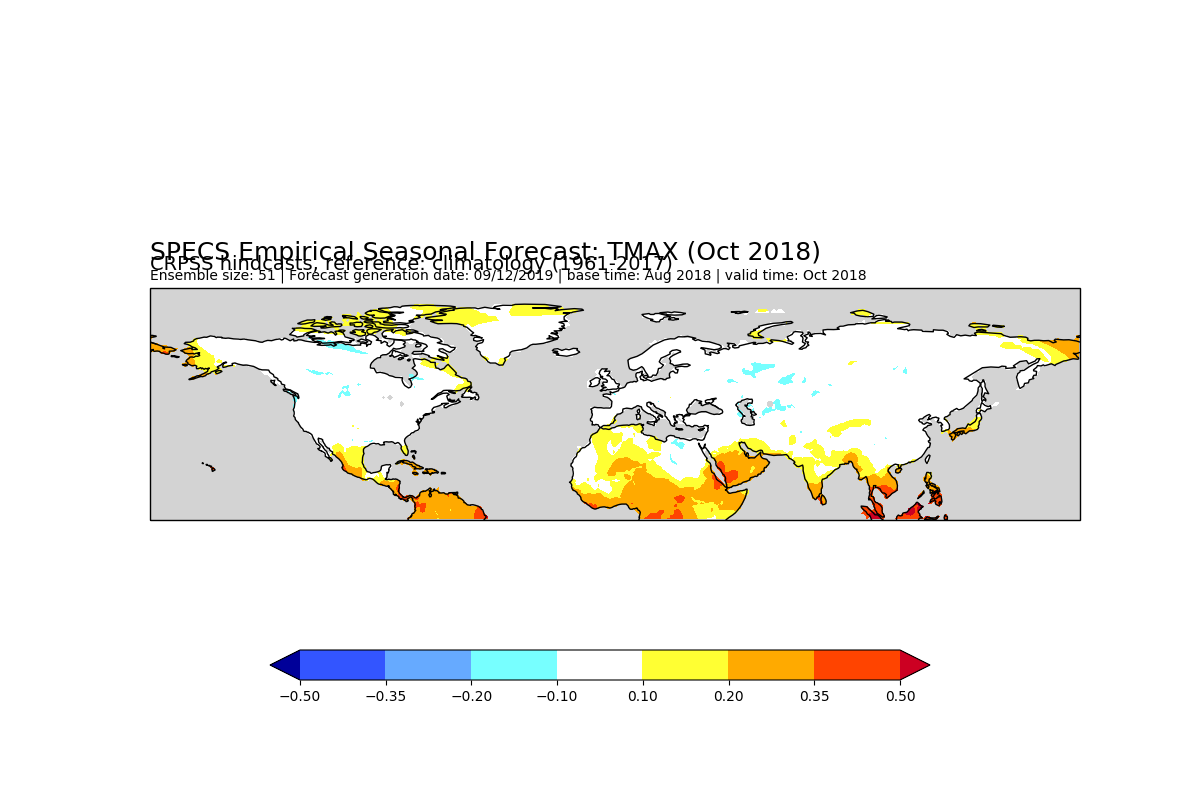 SPECS Empirical Seasonal Forecast: TMAX (Oct 2018)
CRPSS hindcasts, reference: climatology (1961-2017)
Ensemble size: 51 | Forecast generation date: 09/12/2019 | base time: Aug 2018 | valid time: Oct 2018
−0.50 −0.35 −0.20 −0.10 0.10 0.20 0.35 0.50